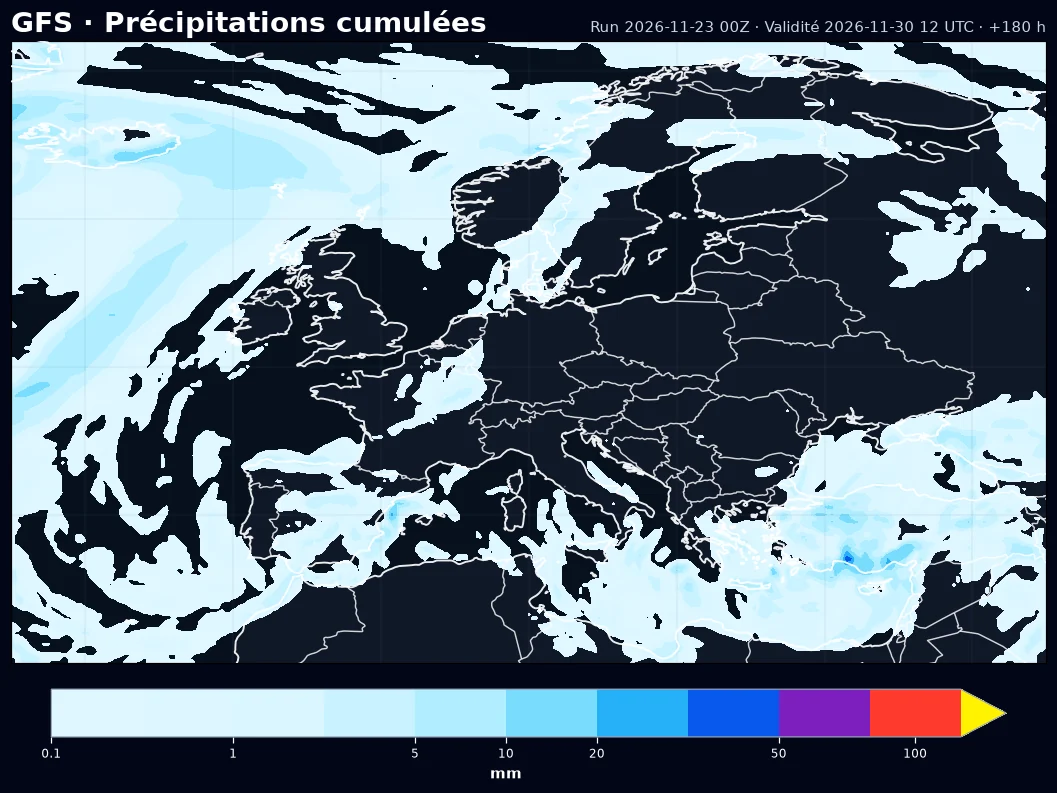 GFS · Précipitations cumulées
Run 2026-11-23 00Z · Validité 2026-11-30 12 UTC · +180 h
0.1 1 5 10 20 50 100
mm